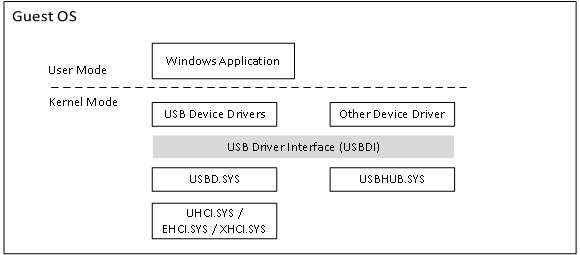 Guest OS
Windows Application
User Mode
Kernel Mode
USB Device Drivers
Other Device Driver
USB Driver Interface (USBDI)
USBD.SYS
USBHUB.SYS
UHCI.SYS /
EHCI.SYS / XHCI.SYS